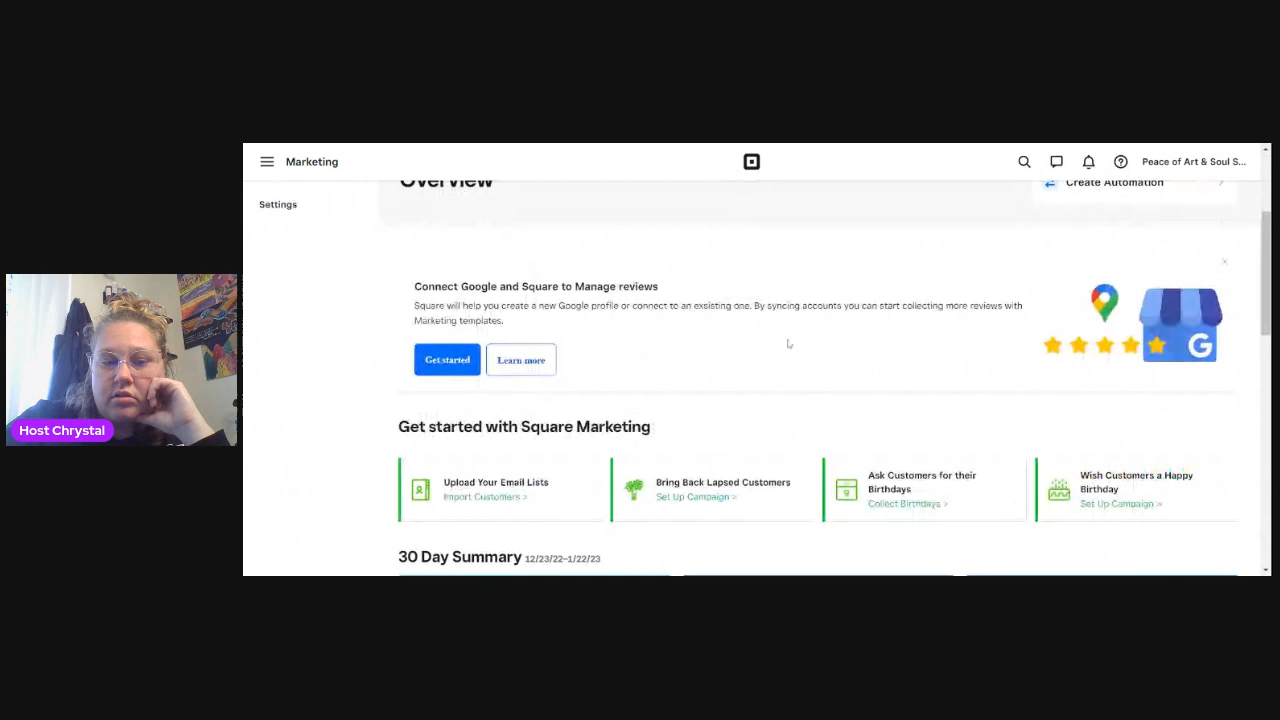 Marketing
Peace of Art & Soul S...
Overview
Create Automation
Settings
Connect Google and Square to Manage reviews
Square will help you create a new Google profile or connect to an exsisting one. By syncing accounts you can start collecting more reviews with
Marketing templates.
Get started
Learn more
G
Get started with Square Marketing
Upload Your Email Lists
Import Customers >
Bring Back Lapsed Customers
Set Up Campaign >
Ask Customers for their
Birthdays
Collect Birthdays >
Wish Customers a Happy
Birthday
Set Up Campaign >
30 Day Summary 12/23/22–1/22/23
Host Chrystal